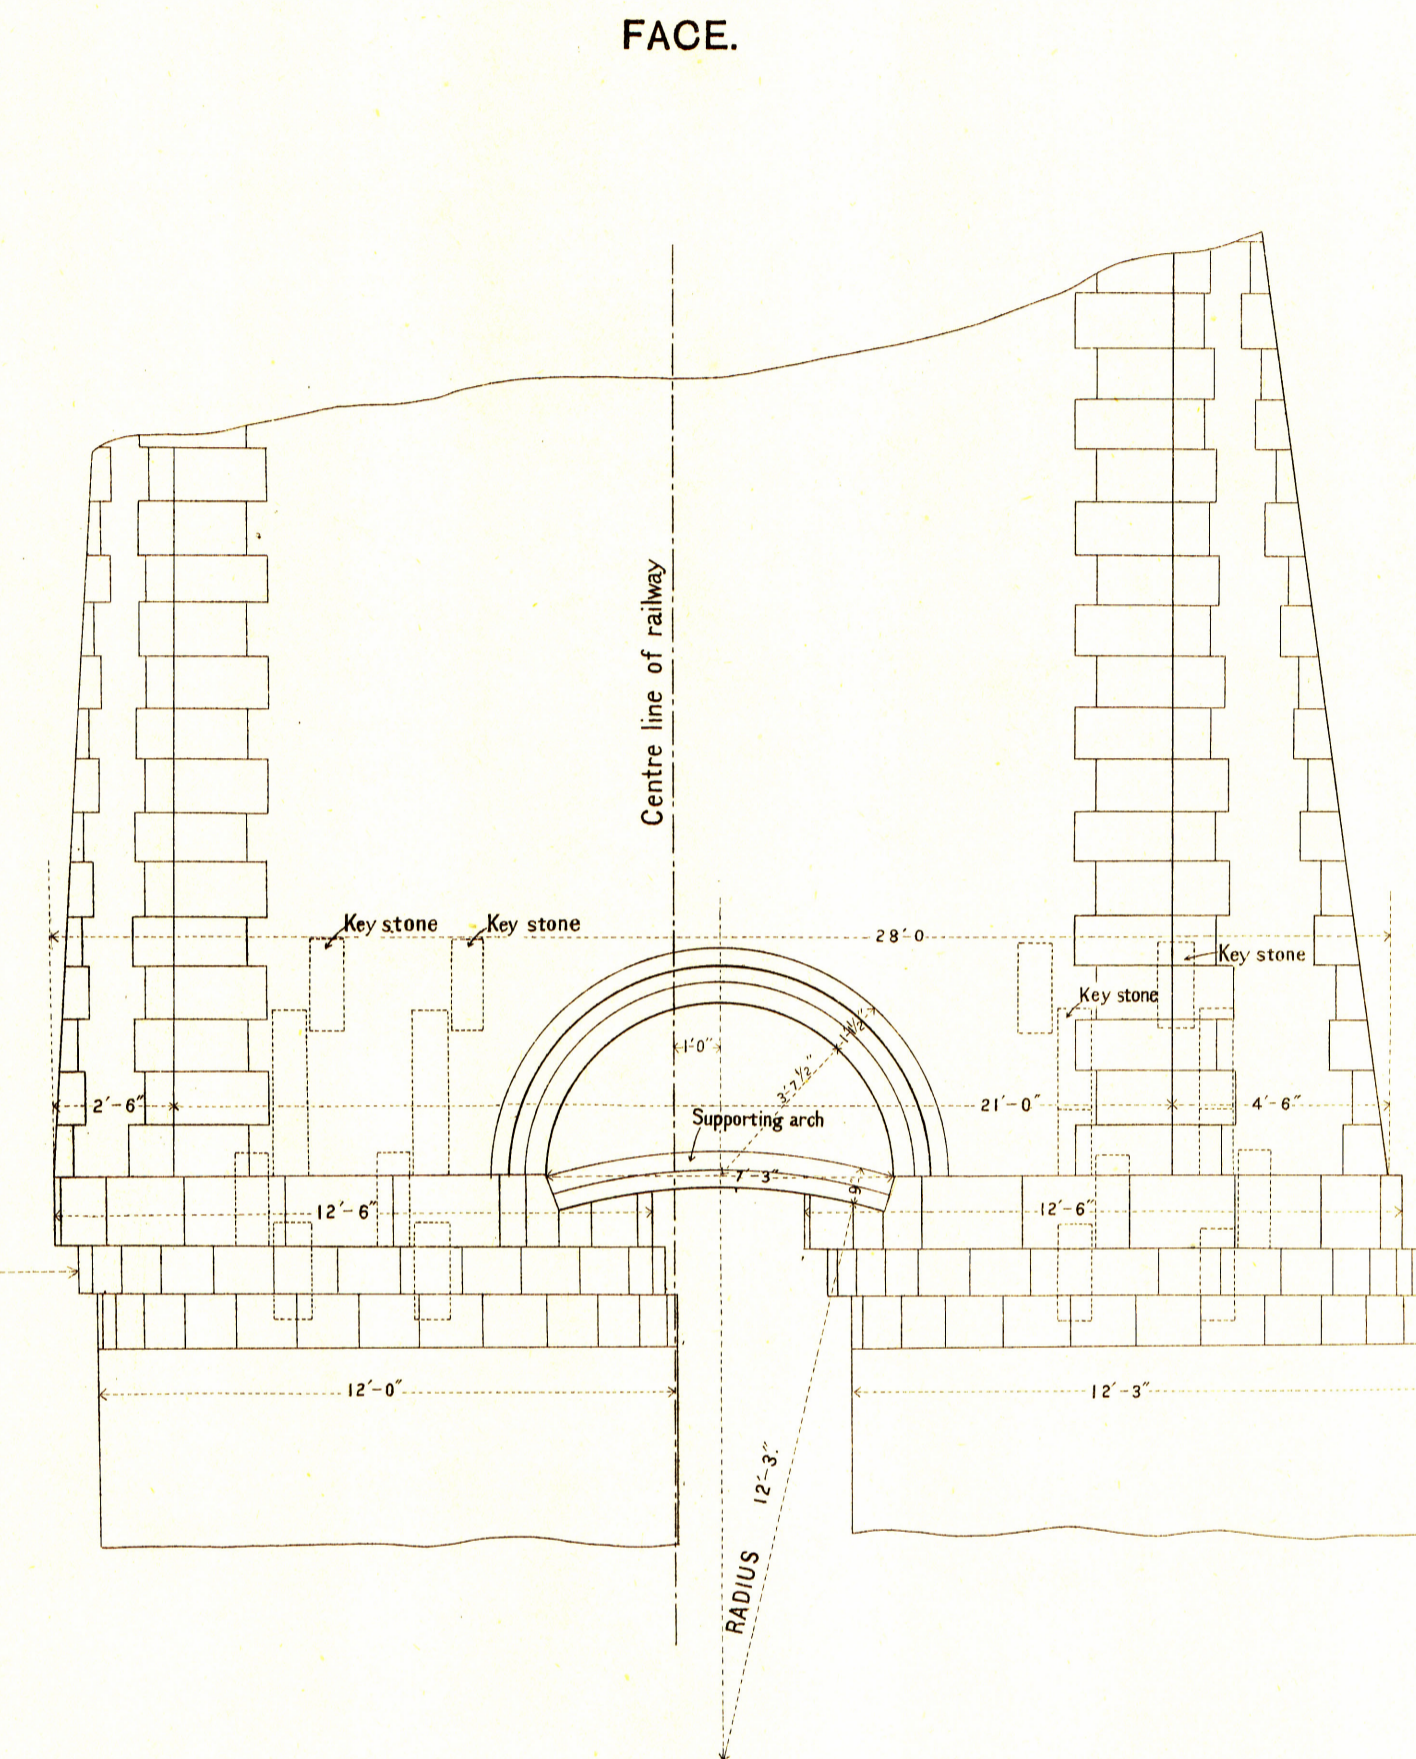 FACE.
Centre line of railway
Key stone
Key stone
28'·0
Key stone
Key stone
1'·0"
1'-1½"
3'·7½"
2'-6"
21'-0"
4'-6"
Supporting arch
7'-3"
9"
12'-6"
12'-6"
12'-0"
12'-3"
RADIUS 12'-3."